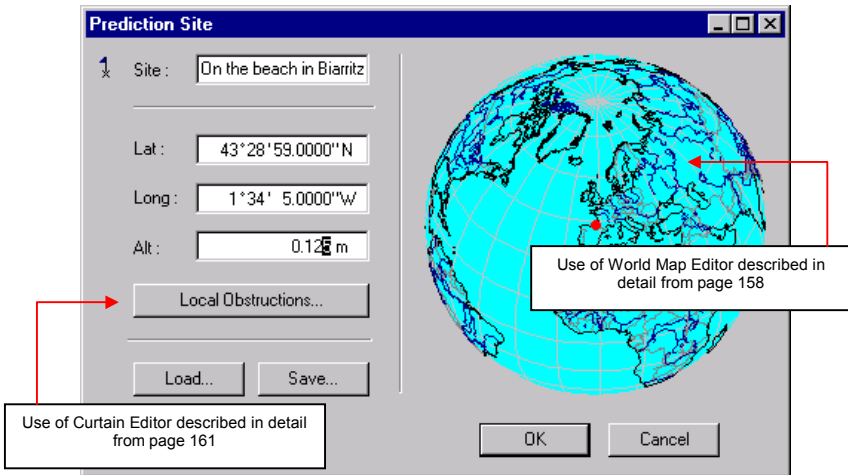 Prediction Site
Site : On the beach in Biarritz
Lat : 43°28'59.0000"N
Long : 1°34' 5.0000"W
Alt : 0.125 m
Local Obstructions...
Load... Save...
Use of World Map Editor described in
detail from page 158
Use of Curtain Editor described in detail
from page 161
OK Cancel